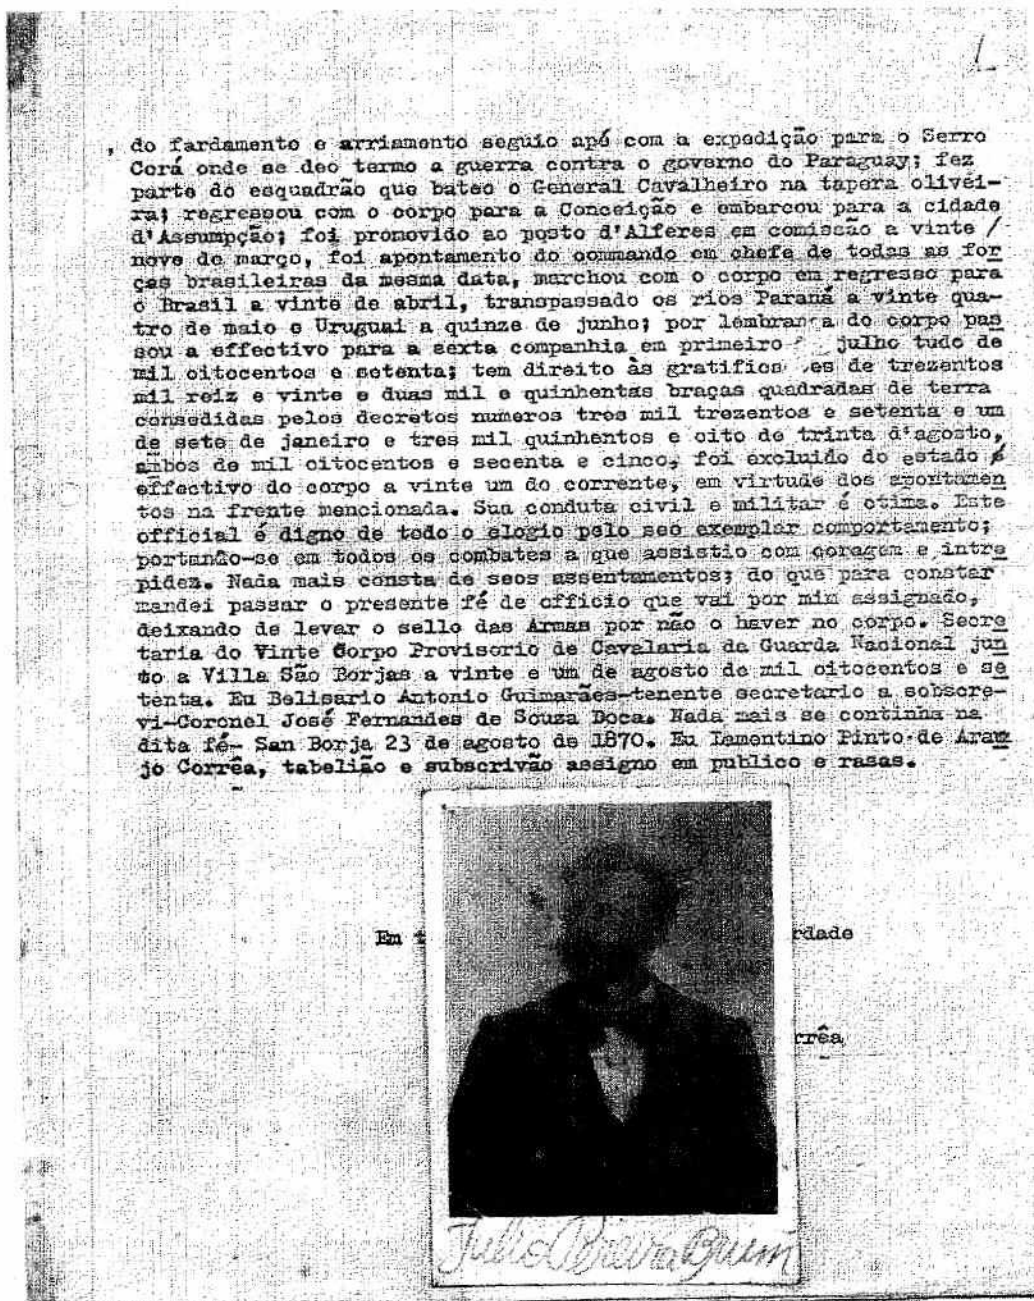 1
, do fardamento e arriamento seguio apé com a expedição para o Serro
Corá onde se deo termo a guerra contra o governo do Paraguay; fez
parte do esquadrão que bateo o General Cavalheiro na tapera olivei-
ra; regressou com o corpo para a Conceição e embarcou para a cidade
d'Assumpção; foi promovido ao posto d'Alferes em comissão a vinte /
nove de março, foi apontamento do commando em chefe de todas as for
ças brasileiras da mesma data, marchou com o corpo em regresso para
o Brasil a vinte de abril, transpassado os rios Paraná a vinte qua-
tro de maio e Uruguai a quinze de junho; por lembrança do corpo pas
sou a effectivo para a sexta companhia em primeiro julho tudo de
mil oitocentos e setenta; tem direito às gratifica es de trezentos
mil reiz e vinte e duas mil e quinhentas braças quadradas de terra
consedidas pelos decretos numeros tres mil trezentos e setenta e um
de sete de janeiro e tres mil quinhentos e oito de trinta d'agosto,
ambos de mil oitocentos e secenta e cinco, foi excluido do estado
effectivo do corpo a vinte um do corrente, em virtude dos apontamen
tos na frente mencionada. Sua conduta civil e militar é otima. Este
official é digno de todo o elogio pelo seo exemplar comportamento;
portando-se em todos os combates a que assistio com coragem e intre
pidez. Nada mais consta de seos assentamentos; do que para constar
mandei passar o presente fé de officio que vai por mim assignado,
deixando de levar o sello das Armas por não o haver no corpo. Secre
taria do Vinte Corpo Provisorio de Cavalaria da Guarda Nacional jun
to a Villa São Borjas a vinte e um de agosto de mil oitocentos e se
tenta. Eu Belisario Antonio Guimarães-tenente secretario a sobscre-
vi-Coronel José Fernandes de Souza Doca. Nada mais se continha na
dita fé- San Borja 23 de agosto de 1870. Eu Lamentino Pinto de Arau
jo Corrêa, tabelião e subscrivão assigno em publico e rasas.
Em t rdade
rrêa
Julio Pereira